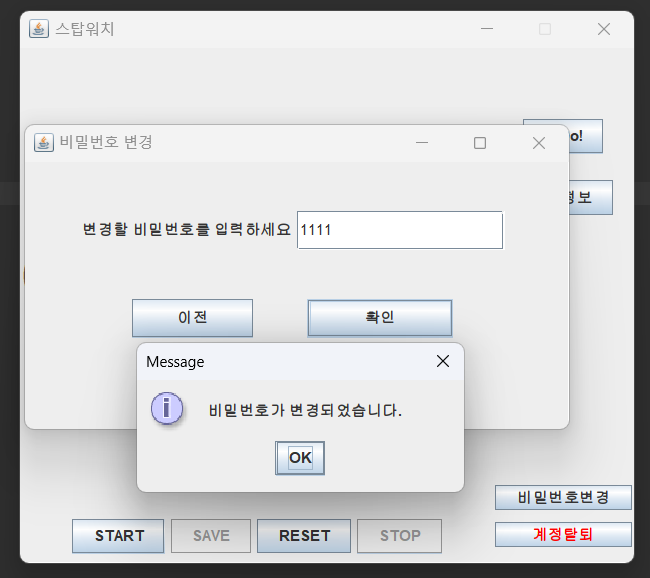 스탑워치
o!
비밀번호 변경
정보
변경할 비밀번호를 입력하세요 1111
이전 확인
Message
i
비밀번호가 변경되었습니다.
OK
비밀번호변경
START SAVE RESET STOP
계정탈퇴